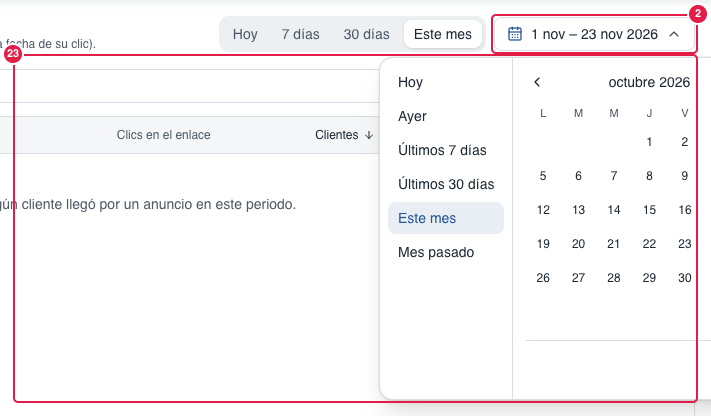 2
Hoy 7 días 30 días Este mes 1 nov – 23 nov 2026
fecha de su clic).
23
Hoy
octubre 2026
Ayer
L M M J V
Últimos 7 días
1 2
Últimos 30 días
5 6 7 8 9
Este mes
12 13 14 15 16
Mes pasado
19 20 21 22 23
26 27 28 29 30
Clics en el enlace Clientes ↓
cliente llegó por un anuncio en este periodo.